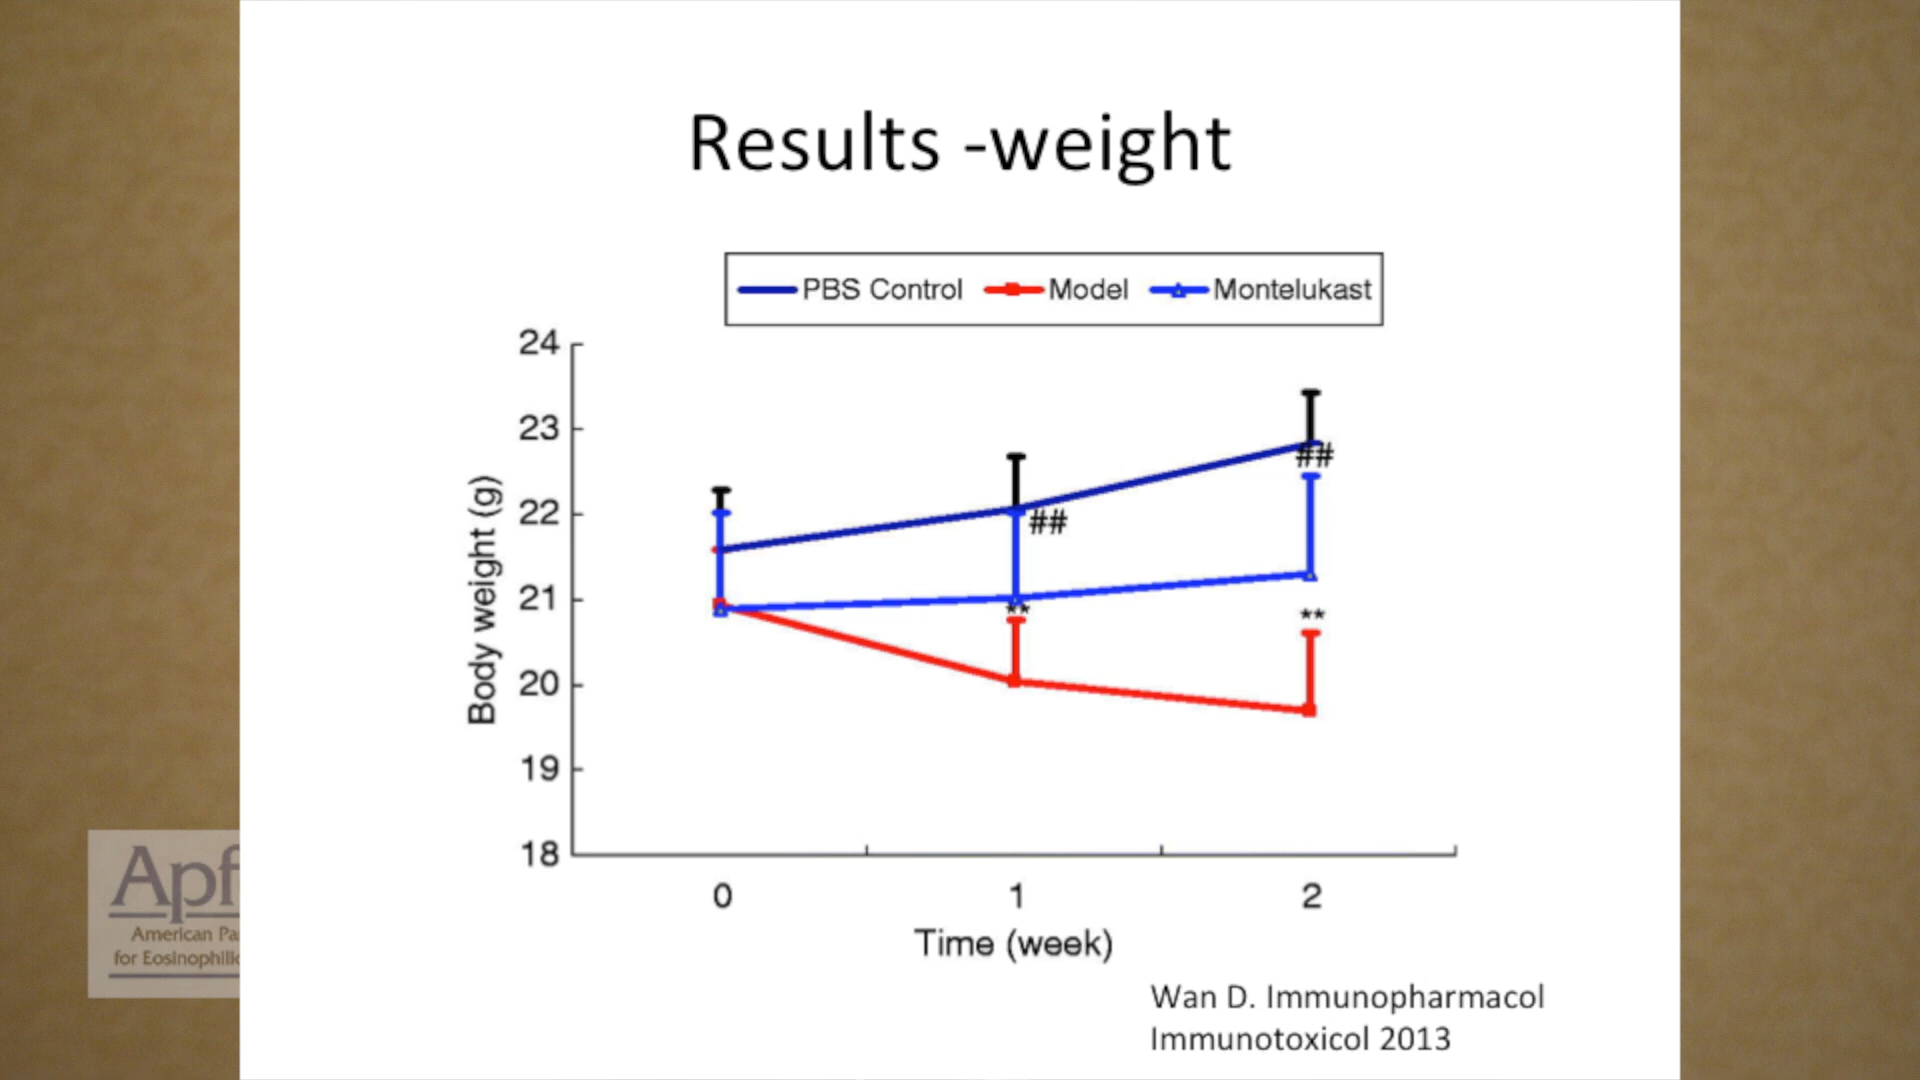 Results -weight
PBS Control Model Montelukast
24
23
22
21
20
19
18
Body weight (g)
##
##
**
**
0 1 2
Time (week)
Wan D. Immunopharmacol
Immunotoxicol 2013
Apf
American Pa
for Eosinophilic